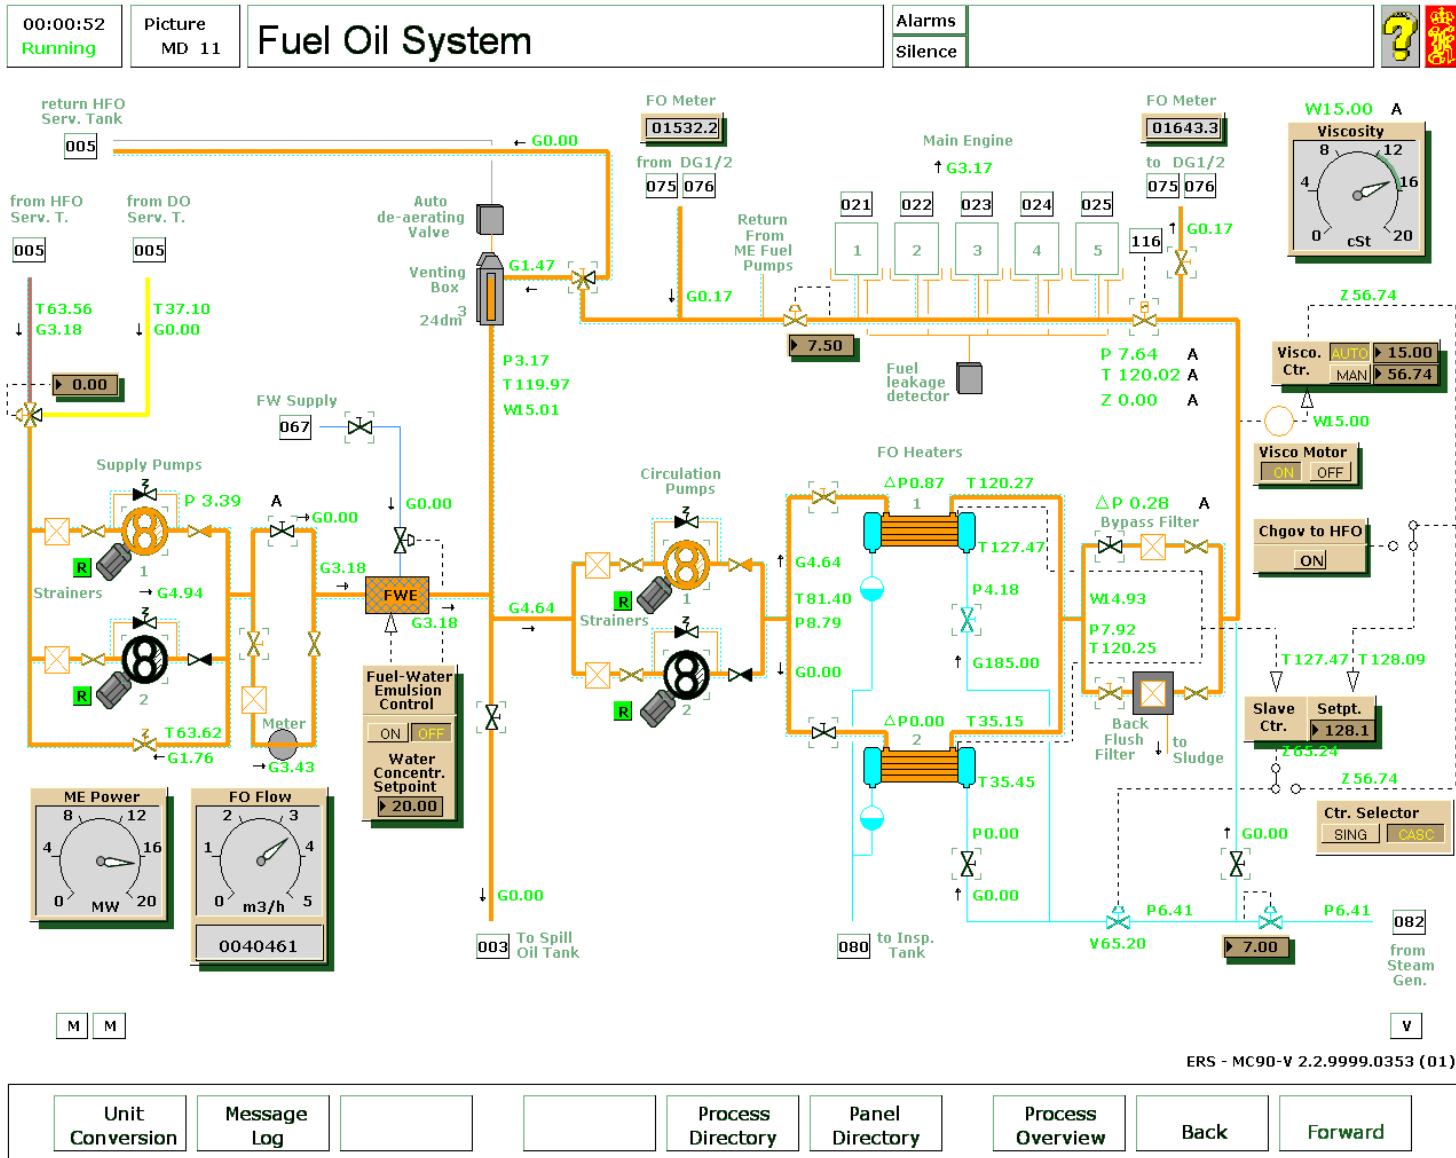 00:00:52
Running
Picture
MD 11
Fuel Oil System
Alarms
Silence
?
return HFO
Serv. Tank
005
G0.00
FO Meter
01532.2
from DG1/2
075 076
Main Engine
G3.17
FO Meter
01643.3
to DG1/2
075 076
W15.00 A
Viscosity
8 12
4 16
0 20
cSt
from HFO
Serv. T.
005
from DO
Serv. T.
005
Auto
de-aerating
Valve
Return
From
ME Fuel
Pumps
021 022 023 024 025
1 2 3 4 5
116
G0.17
Venting
Box
3
24dm
G1.47
G0.17
T63.56
G3.18
T37.10
G0.00
Z 56.74
7.50
P 7.64 A
T 120.02 A
Z 0.00 A
Visco.
Ctr.
AUTO 15.00
MAN 56.74
0.00
P3.17
T119.97
W15.01
Fuel
leakage
detector
FW Supply
067
W15.00
Visco Motor
ON OFF
Supply Pumps
Z
P 3.39
A
G0.00
G0.00
Circulation
Pumps
Z
FO Heaters
△P0.87
T120.27
1
△P 0.28 A
Bypass Filter
Chgov to HFO
ON
R
1
Strainers
G4.94
Z
G3.18
FWE
G3.18
G4.64
R
1
Strainers
Z
G4.64
T81.40
P8.79
G0.00
T127.47
P4.18
W14.93
P7.92
T120.25
R
2
Fuel-Water
Emulsion
Control
ON OFF
Water
Concentr.
Setpoint
20.00
R
2
G185.00
T127.47 T128.09
△P0.00
T35.15
2
Back
Flush
Filter
to
Sludge
Slave
Ctr.
Setpt.
128.1
Z65.24
Z
T63.62
G1.76
Meter
G3.43
T35.45
Z 56.74
ME Power
8 12
4 16
0 20
MW
FO Flow
2 3
1 4
0 5
m3/h
0040461
P0.00
G0.00
Ctr. Selector
SING CASC
G0.00
G0.00
P6.41
P6.41
003
To Spill
Oil Tank
080
to Insp.
Tank
V65.20
7.00
082
from
Steam
Gen.
M M
V
ERS - MC90-V 2.2.9999.0353 (01)
Unit
Conversion
Message
Log
Process
Directory
Panel
Directory
Process
Overview
Back
Forward